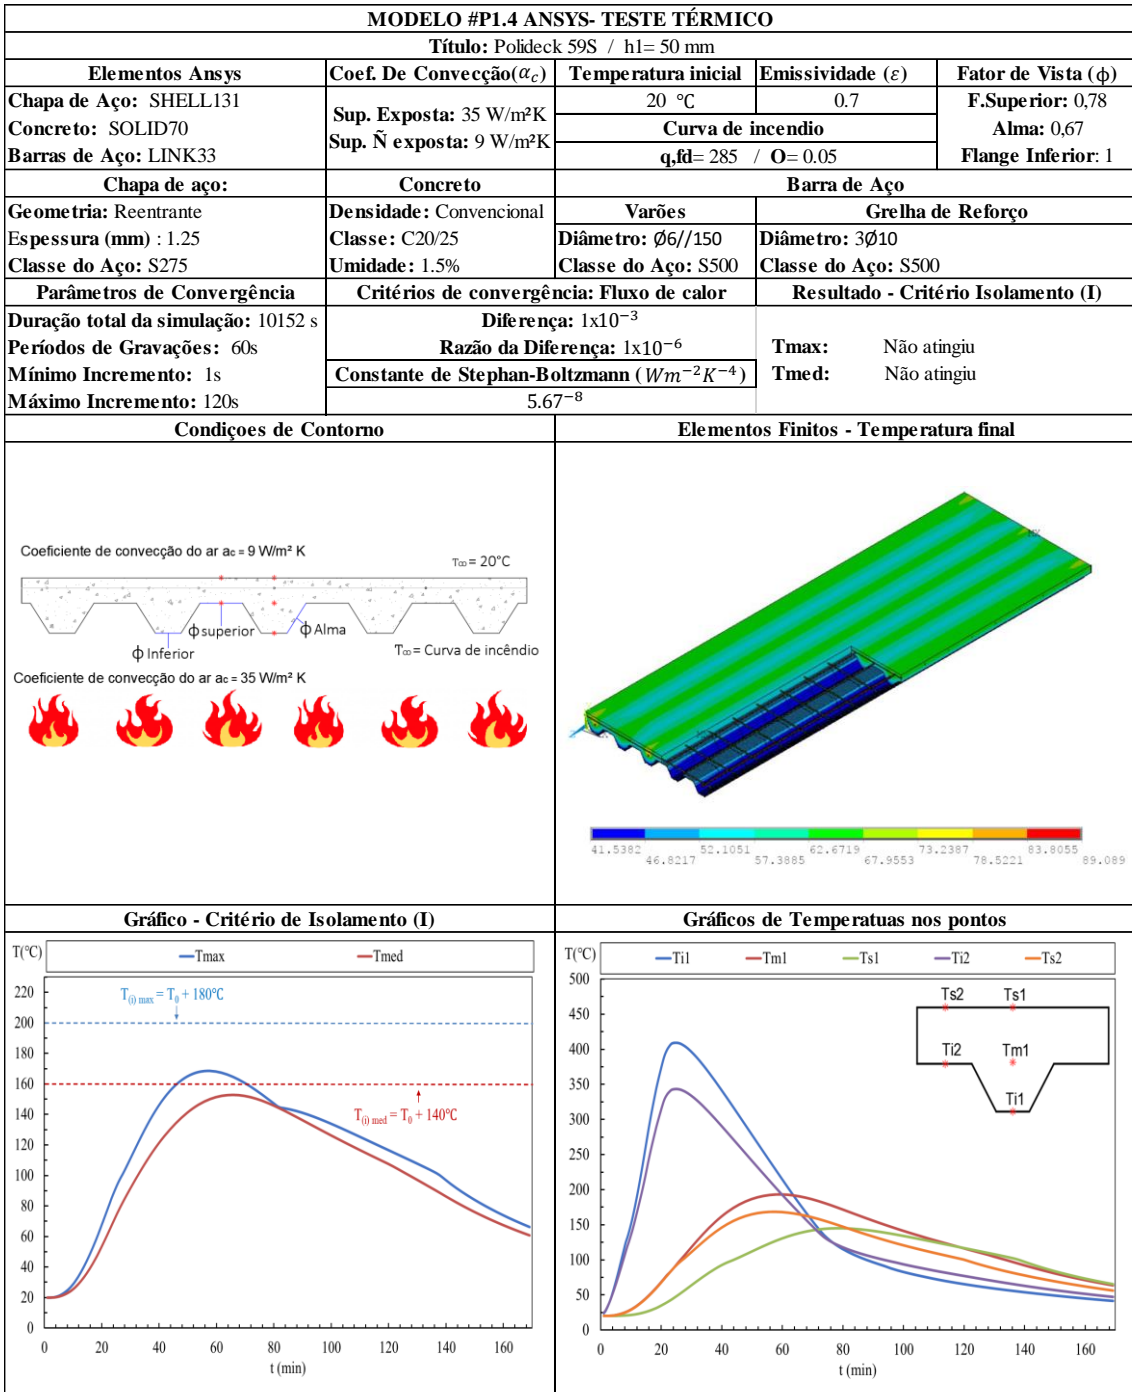 MODELO #P1.4 ANSYS- TESTE TÉRMICO
Título: Polideck 59S / h1= 50 mm
Elementos Ansys
Coef. De Convecção(α_c)
Temperatura inicial
Emissividade (ε)
Fator de Vista (ϕ)
Chapa de Aço: SHELL131
Concreto: SOLID70
Barras de Aço: LINK33
Sup. Exposta: 35 W/m²K
Sup. Ñ exposta: 9 W/m²K
20 °C
0.7
Curva de incendio
q,fd= 285 / O= 0.05
F.Superior: 0,78
Alma: 0,67
Flange Inferior: 1
Chapa de aço:
Concreto
Barra de Aço
Geometria: Reentrante
Espessura (mm) : 1.25
Classe do Aço: S275
Densidade: Convencional
Classe: C20/25
Umidade: 1.5%
Varões
Diâmetro: Ø6//150
Classe do Aço: S500
Grelha de Reforço
Diâmetro: 3Ø10
Classe do Aço: S500
Parâmetros de Convergência
Critérios de convergência: Fluxo de calor
Resultado - Critério Isolamento (I)
Duração total da simulação: 10152 s
Períodos de Gravações: 60s
Mínimo Incremento: 1s
Máximo Incremento: 120s
Diferença: 1x10⁻³
Razão da Diferença: 1x10⁻⁶
Constante de Stephan-Boltzmann ( Wm⁻²K⁻⁴)
5.67⁻⁸
Tmax: Não atingiu
Tmed: Não atingiu
Condiçoes de Contorno
Elementos Finitos - Temperatura final
Coeficiente de convecção do ar ac = 9 W/m² K
T∞ = 20°C
ϕ superior
ϕ Alma
ϕ Inferior
T∞ = Curva de incêndio
Coeficiente de convecção do ar ac = 35 W/m² K
MX
41.5382
46.8217
52.1051
57.3885
62.6719
67.9553
73.2387
78.5221
83.8055
89.089
Gráfico - Critério de Isolamento (I)
Gráficos de Temperatuas nos pontos
T(°C)
Tmax
Tmed
220
200
180
160
140
120
100
80
60
40
20
0
T(i) max = T0 + 180°C
T(i) med = T0 + 140°C
0 20 40 60 80 100 120 140 160
t (min)
T(°C)
Ti1
Tm1
Ts1
Ti2
Ts2
500
450
400
350
300
250
200
150
100
50
0
Ts2
Ts1
Ti2
Tm1
Ti1
0 20 40 60 80 100 120 140 160
t (min)